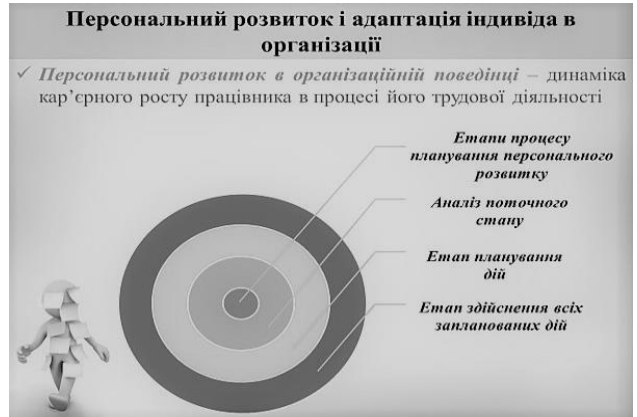 Персональний розвиток і адаптація індивіда в
організації
✓ Персональний розвиток в організаційній поведінці – динаміка
кар’єрного росту працівника в процесі його трудової діяльності
Етапи процесу
планування персонального
розвитку
Аналіз поточного
стану
Етап планування
дій
Етап здійснення всіх
запланованих дій